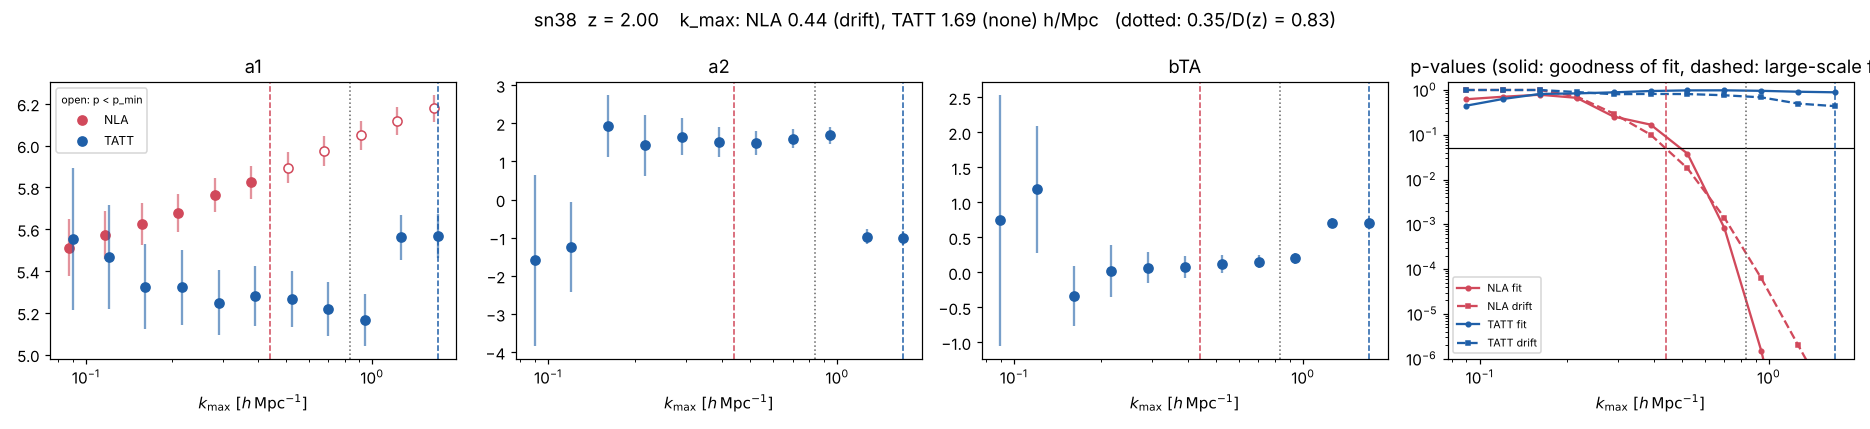 sn38  z = 2.00    k_max: NLA 0.44 (drift), TATT 1.69 (none) h/Mpc   (dotted: 0.35/D(z) = 0.83)
a1
6.2
6.0
5.8
5.6
5.4
5.2
5.0
open: p < p_min
NLA
TATT
10⁻¹
10⁰
k_max [h Mpc⁻¹]
a2
3
2
1
0
−1
−2
−3
−4
10⁻¹
10⁰
k_max [h Mpc⁻¹]
bTA
2.5
2.0
1.5
1.0
0.5
0.0
−0.5
−1.0
10⁻¹
10⁰
k_max [h Mpc⁻¹]
p-values (solid: goodness of fit, dashed: large-scale f
10⁰
10⁻¹
10⁻²
10⁻³
10⁻⁴
10⁻⁵
10⁻⁶
NLA fit
NLA drift
TATT fit
TATT drift
10⁻¹
10⁰
k_max [h Mpc⁻¹]